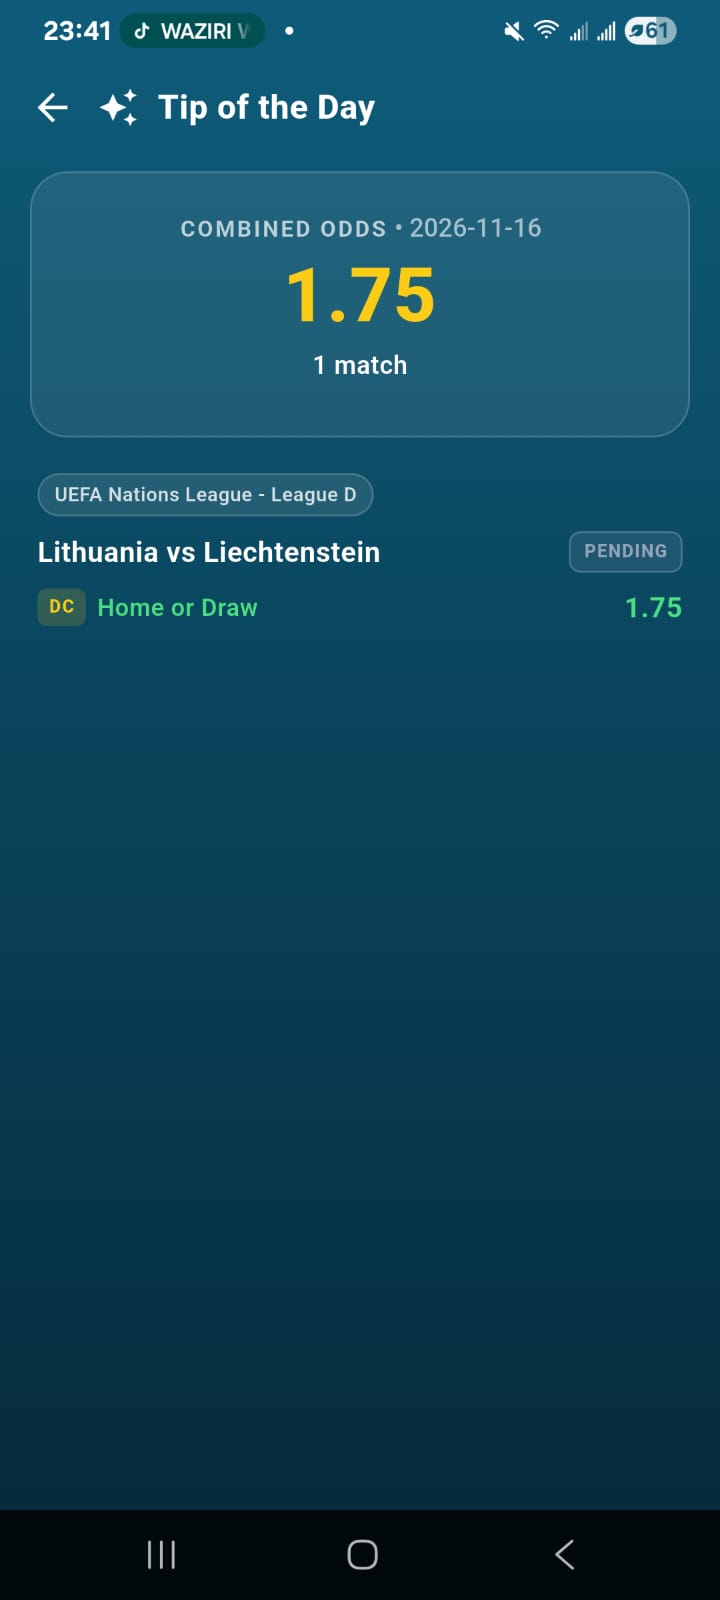 23:41 WAZIRI 61
Tip of the Day
COMBINED ODDS • 2026-11-16
1.75
1 match
UEFA Nations League - League D
Lithuania vs Liechtenstein PENDING
DC Home or Draw 1.75